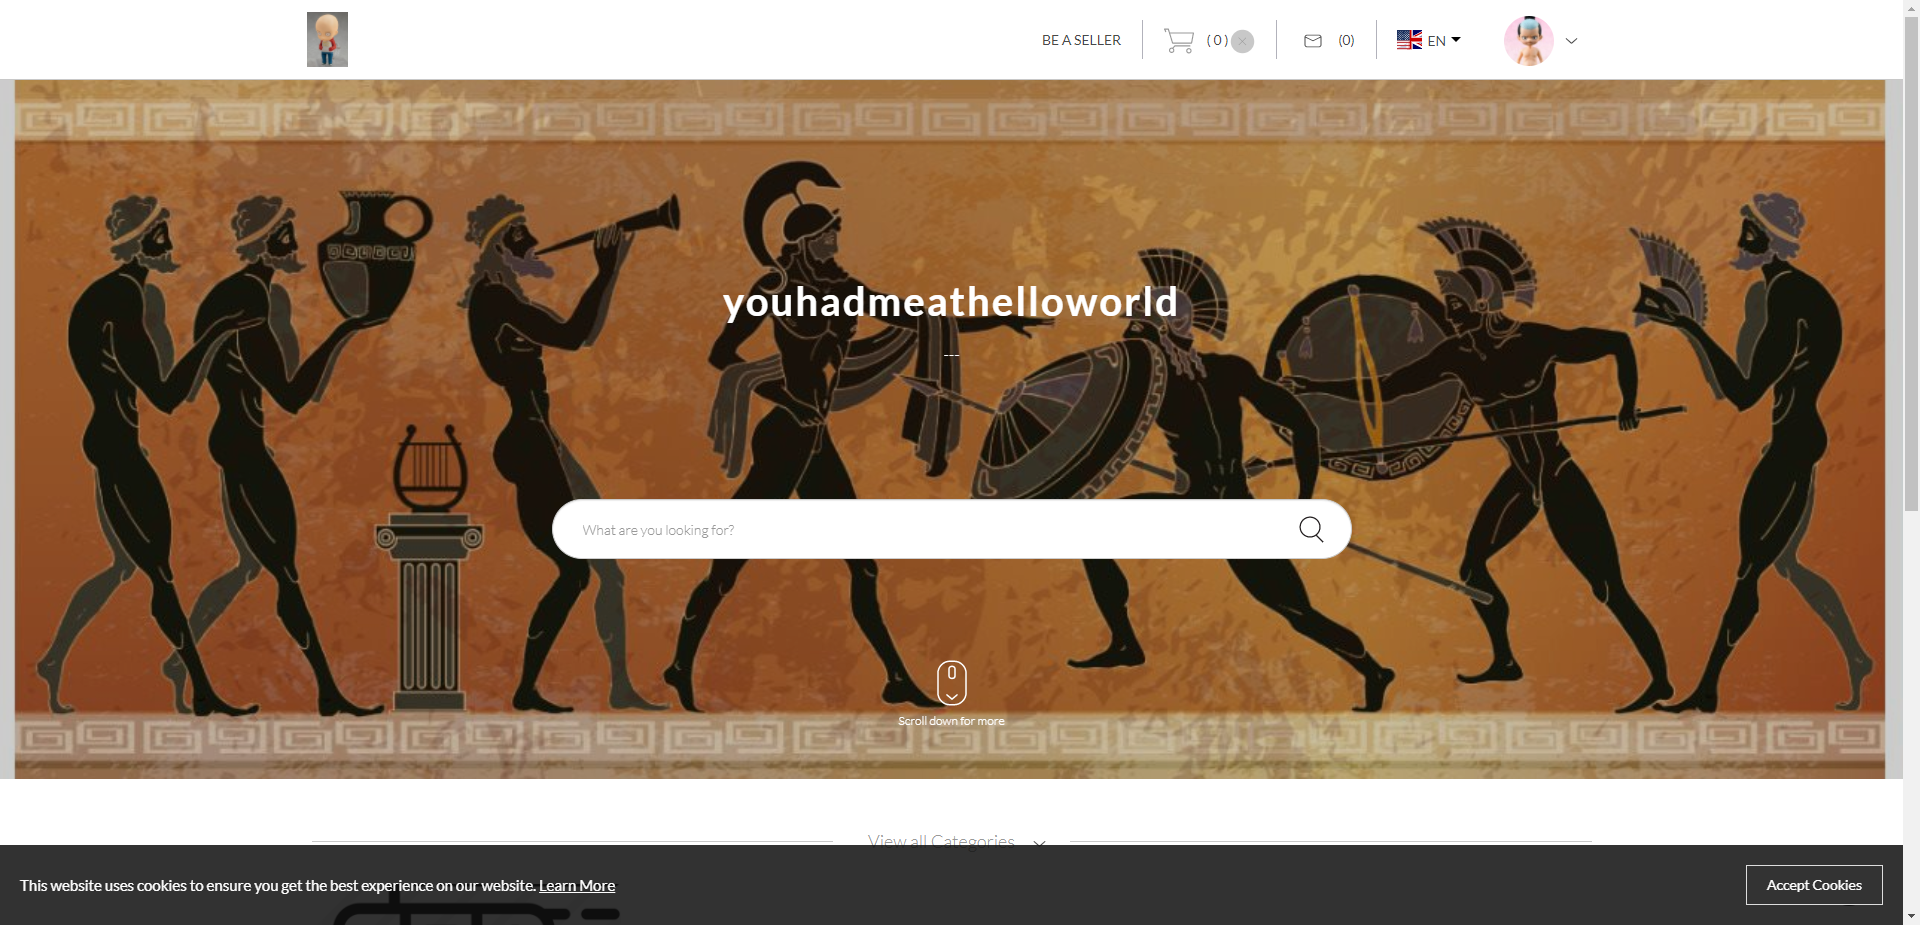 BE A SELLER
( 0 )
(0)
EN
youhadmeathelloworld
---
What are you looking for?
Scroll down for more
View all Categories
This website uses cookies to ensure you get the best experience on our website. Learn More
Accept Cookies